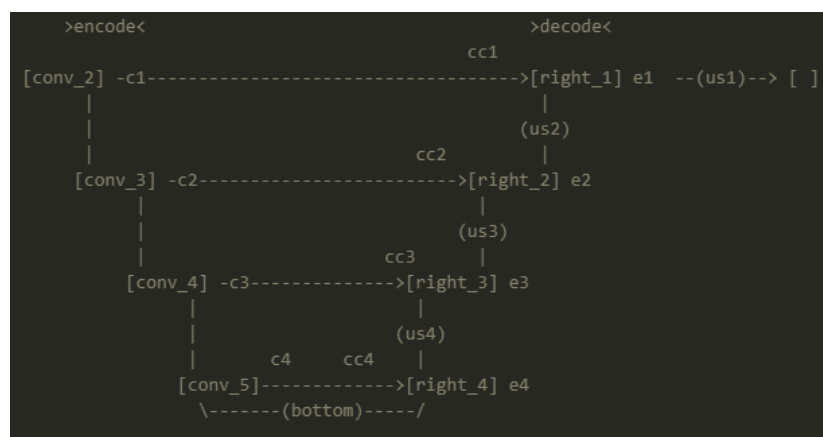 >encode< >decode<
cc1
[conv_2] -c1------------------------------------>[right_1] e1 --(us1)--> [ ]
| |
| (us2)
| cc2 |
[conv_3] -c2------------------------->[right_2] e2
| |
| (us3)
| cc3 |
[conv_4] -c3-------------->[right_3] e3
| |
| (us4)
| c4 cc4 |
[conv_5]------------->[right_4] e4
\-------(bottom)-----/